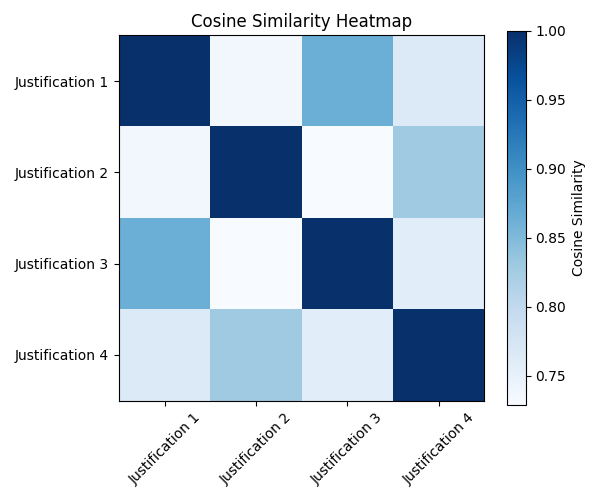 Cosine Similarity Heatmap
Justification 1
Justification 2
Justification 3
Justification 4
Justification 1
Justification 2
Justification 3
Justification 4
1.00
0.95
0.90
0.85
0.80
0.75
Cosine Similarity